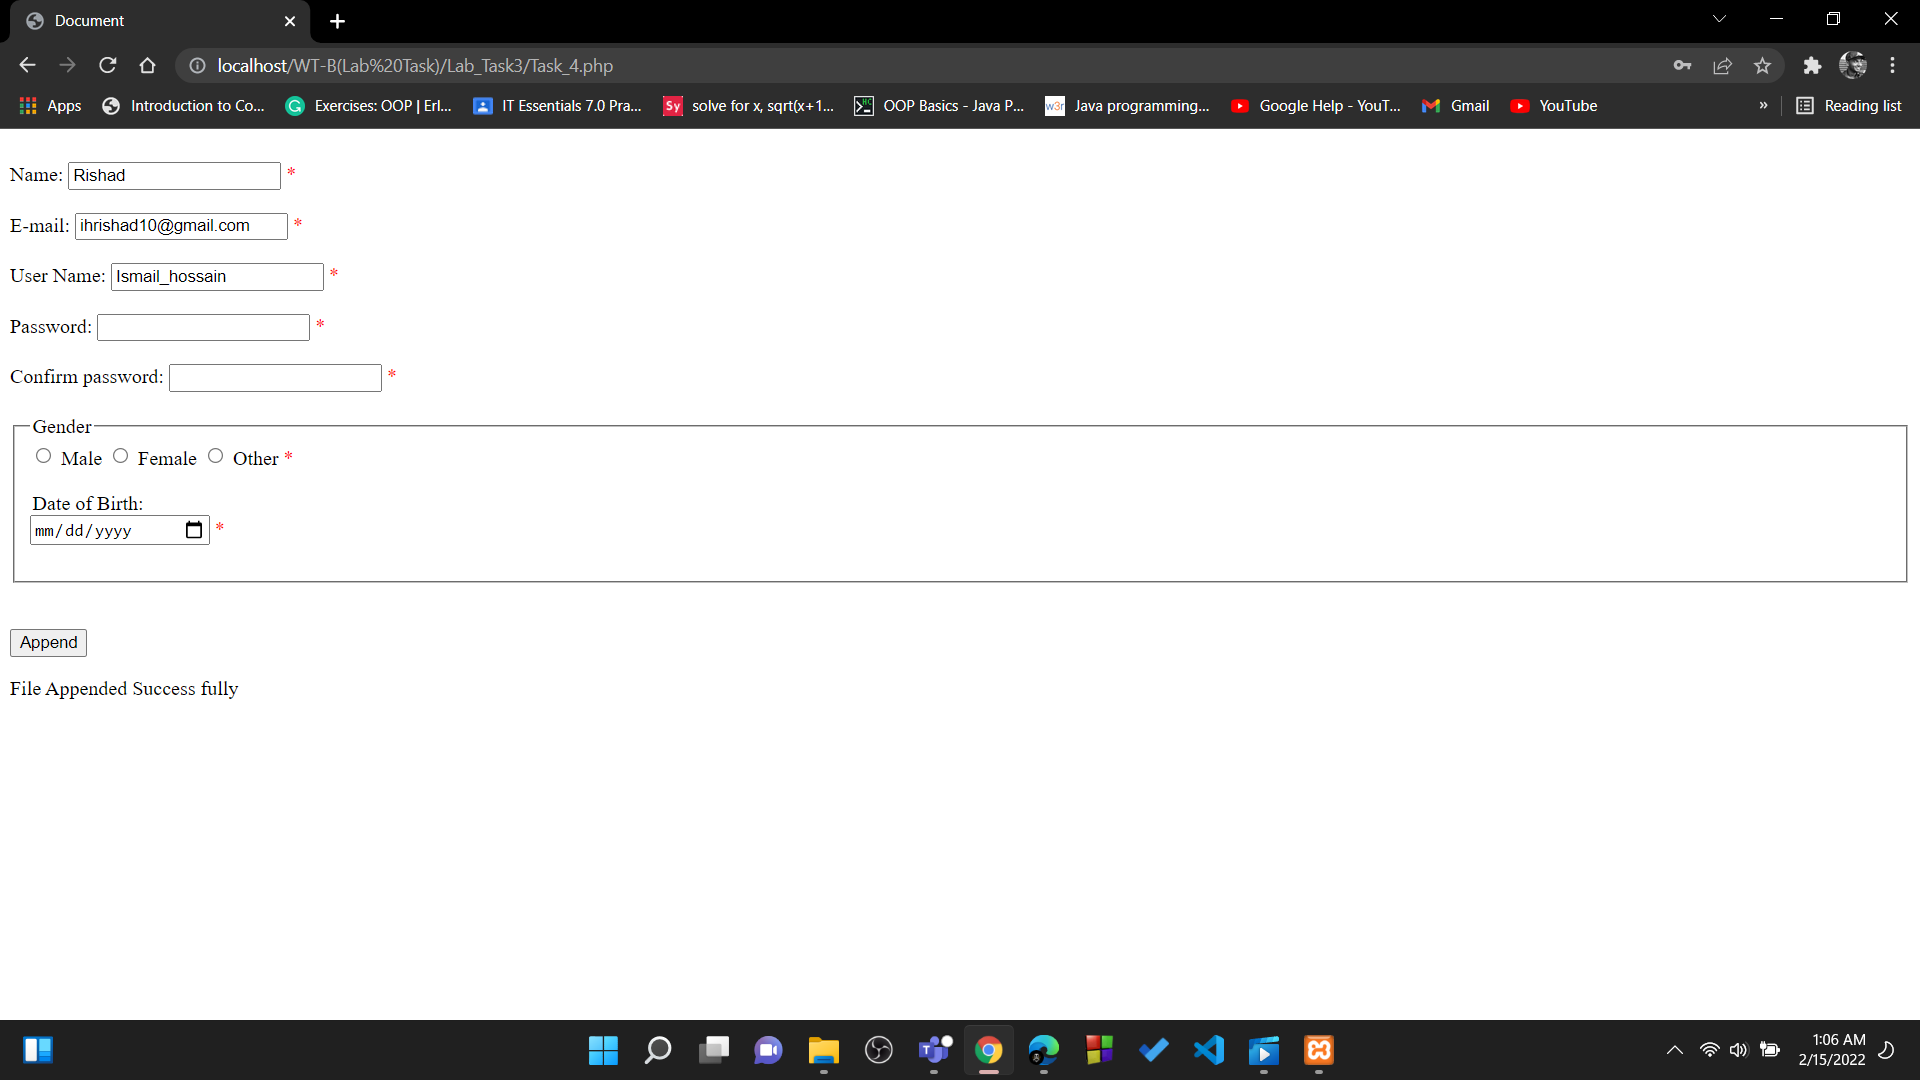 Document
localhost/WT-B(Lab%20Task)/Lab_Task3/Task_4.php
Apps Introduction to Co... Exercises: OOP | Erl... IT Essentials 7.0 Pra... Sy solve for x, sqrt(x+1... OOP Basics - Java P... w3r Java programming... Google Help - YouT... Gmail YouTube » Reading list
Name: Rishad *
E-mail: ihrishad10@gmail.com *
User Name: Ismail_hossain *
Password: *
Confirm password: *
Gender
Male Female Other *
Date of Birth:
mm/dd/yyyy *
Append
File Appended Success fully
1:06 AM
2/15/2022